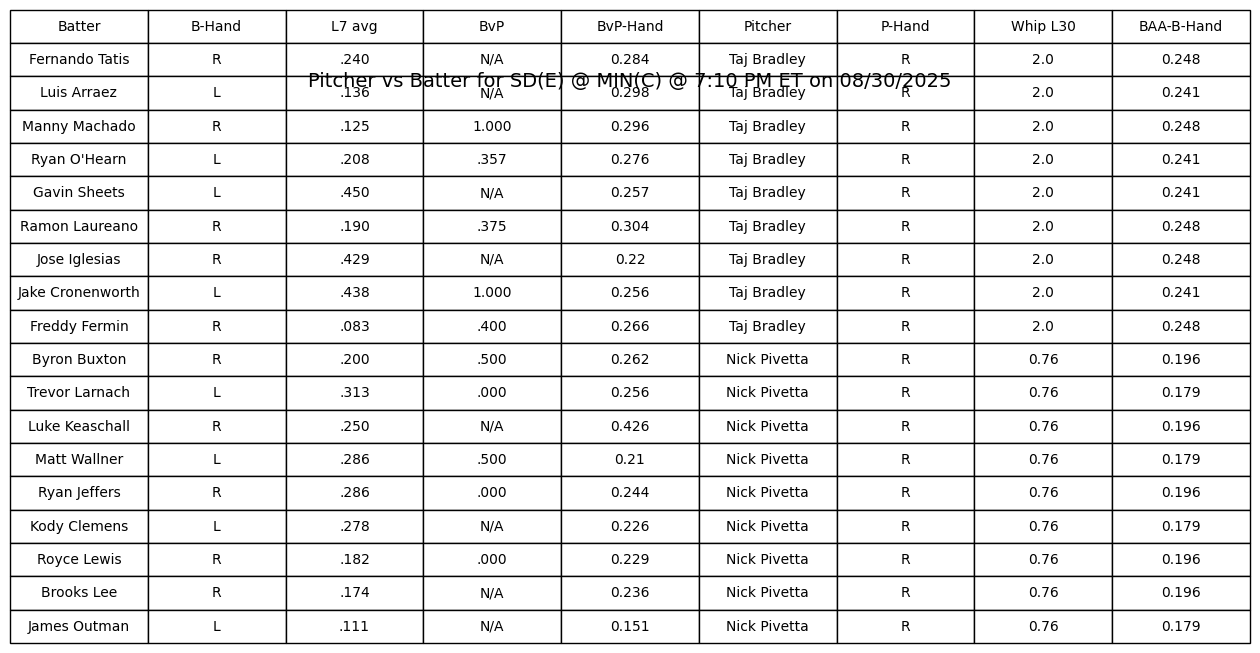 Batter B-Hand L7 avg BvP BvP-Hand Pitcher P-Hand Whip L30 BAA-B-Hand
Fernando Tatis R .240 N/A 0.284 Taj Bradley R 2.0 0.248
Pitcher vs Batter for SD(E) @ MIN(C) @ 7:10 PM ET on 08/30/2025
Luis Arraez L .136 N/A 0.298 Taj Bradley R 2.0 0.241
Manny Machado R .125 1.000 0.296 Taj Bradley R 2.0 0.248
Ryan O'Hearn L .208 .357 0.276 Taj Bradley R 2.0 0.241
Gavin Sheets L .450 N/A 0.257 Taj Bradley R 2.0 0.241
Ramon Laureano R .190 .375 0.304 Taj Bradley R 2.0 0.248
Jose Iglesias R .429 N/A 0.22 Taj Bradley R 2.0 0.248
Jake Cronenworth L .438 1.000 0.256 Taj Bradley R 2.0 0.241
Freddy Fermin R .083 .400 0.266 Taj Bradley R 2.0 0.248
Byron Buxton R .200 .500 0.262 Nick Pivetta R 0.76 0.196
Trevor Larnach L .313 .000 0.256 Nick Pivetta R 0.76 0.179
Luke Keaschall R .250 N/A 0.426 Nick Pivetta R 0.76 0.196
Matt Wallner L .286 .500 0.21 Nick Pivetta R 0.76 0.179
Ryan Jeffers R .286 .000 0.244 Nick Pivetta R 0.76 0.196
Kody Clemens L .278 N/A 0.226 Nick Pivetta R 0.76 0.179
Royce Lewis R .182 .000 0.229 Nick Pivetta R 0.76 0.196
Brooks Lee R .174 N/A 0.236 Nick Pivetta R 0.76 0.196
James Outman L .111 N/A 0.151 Nick Pivetta R 0.76 0.179